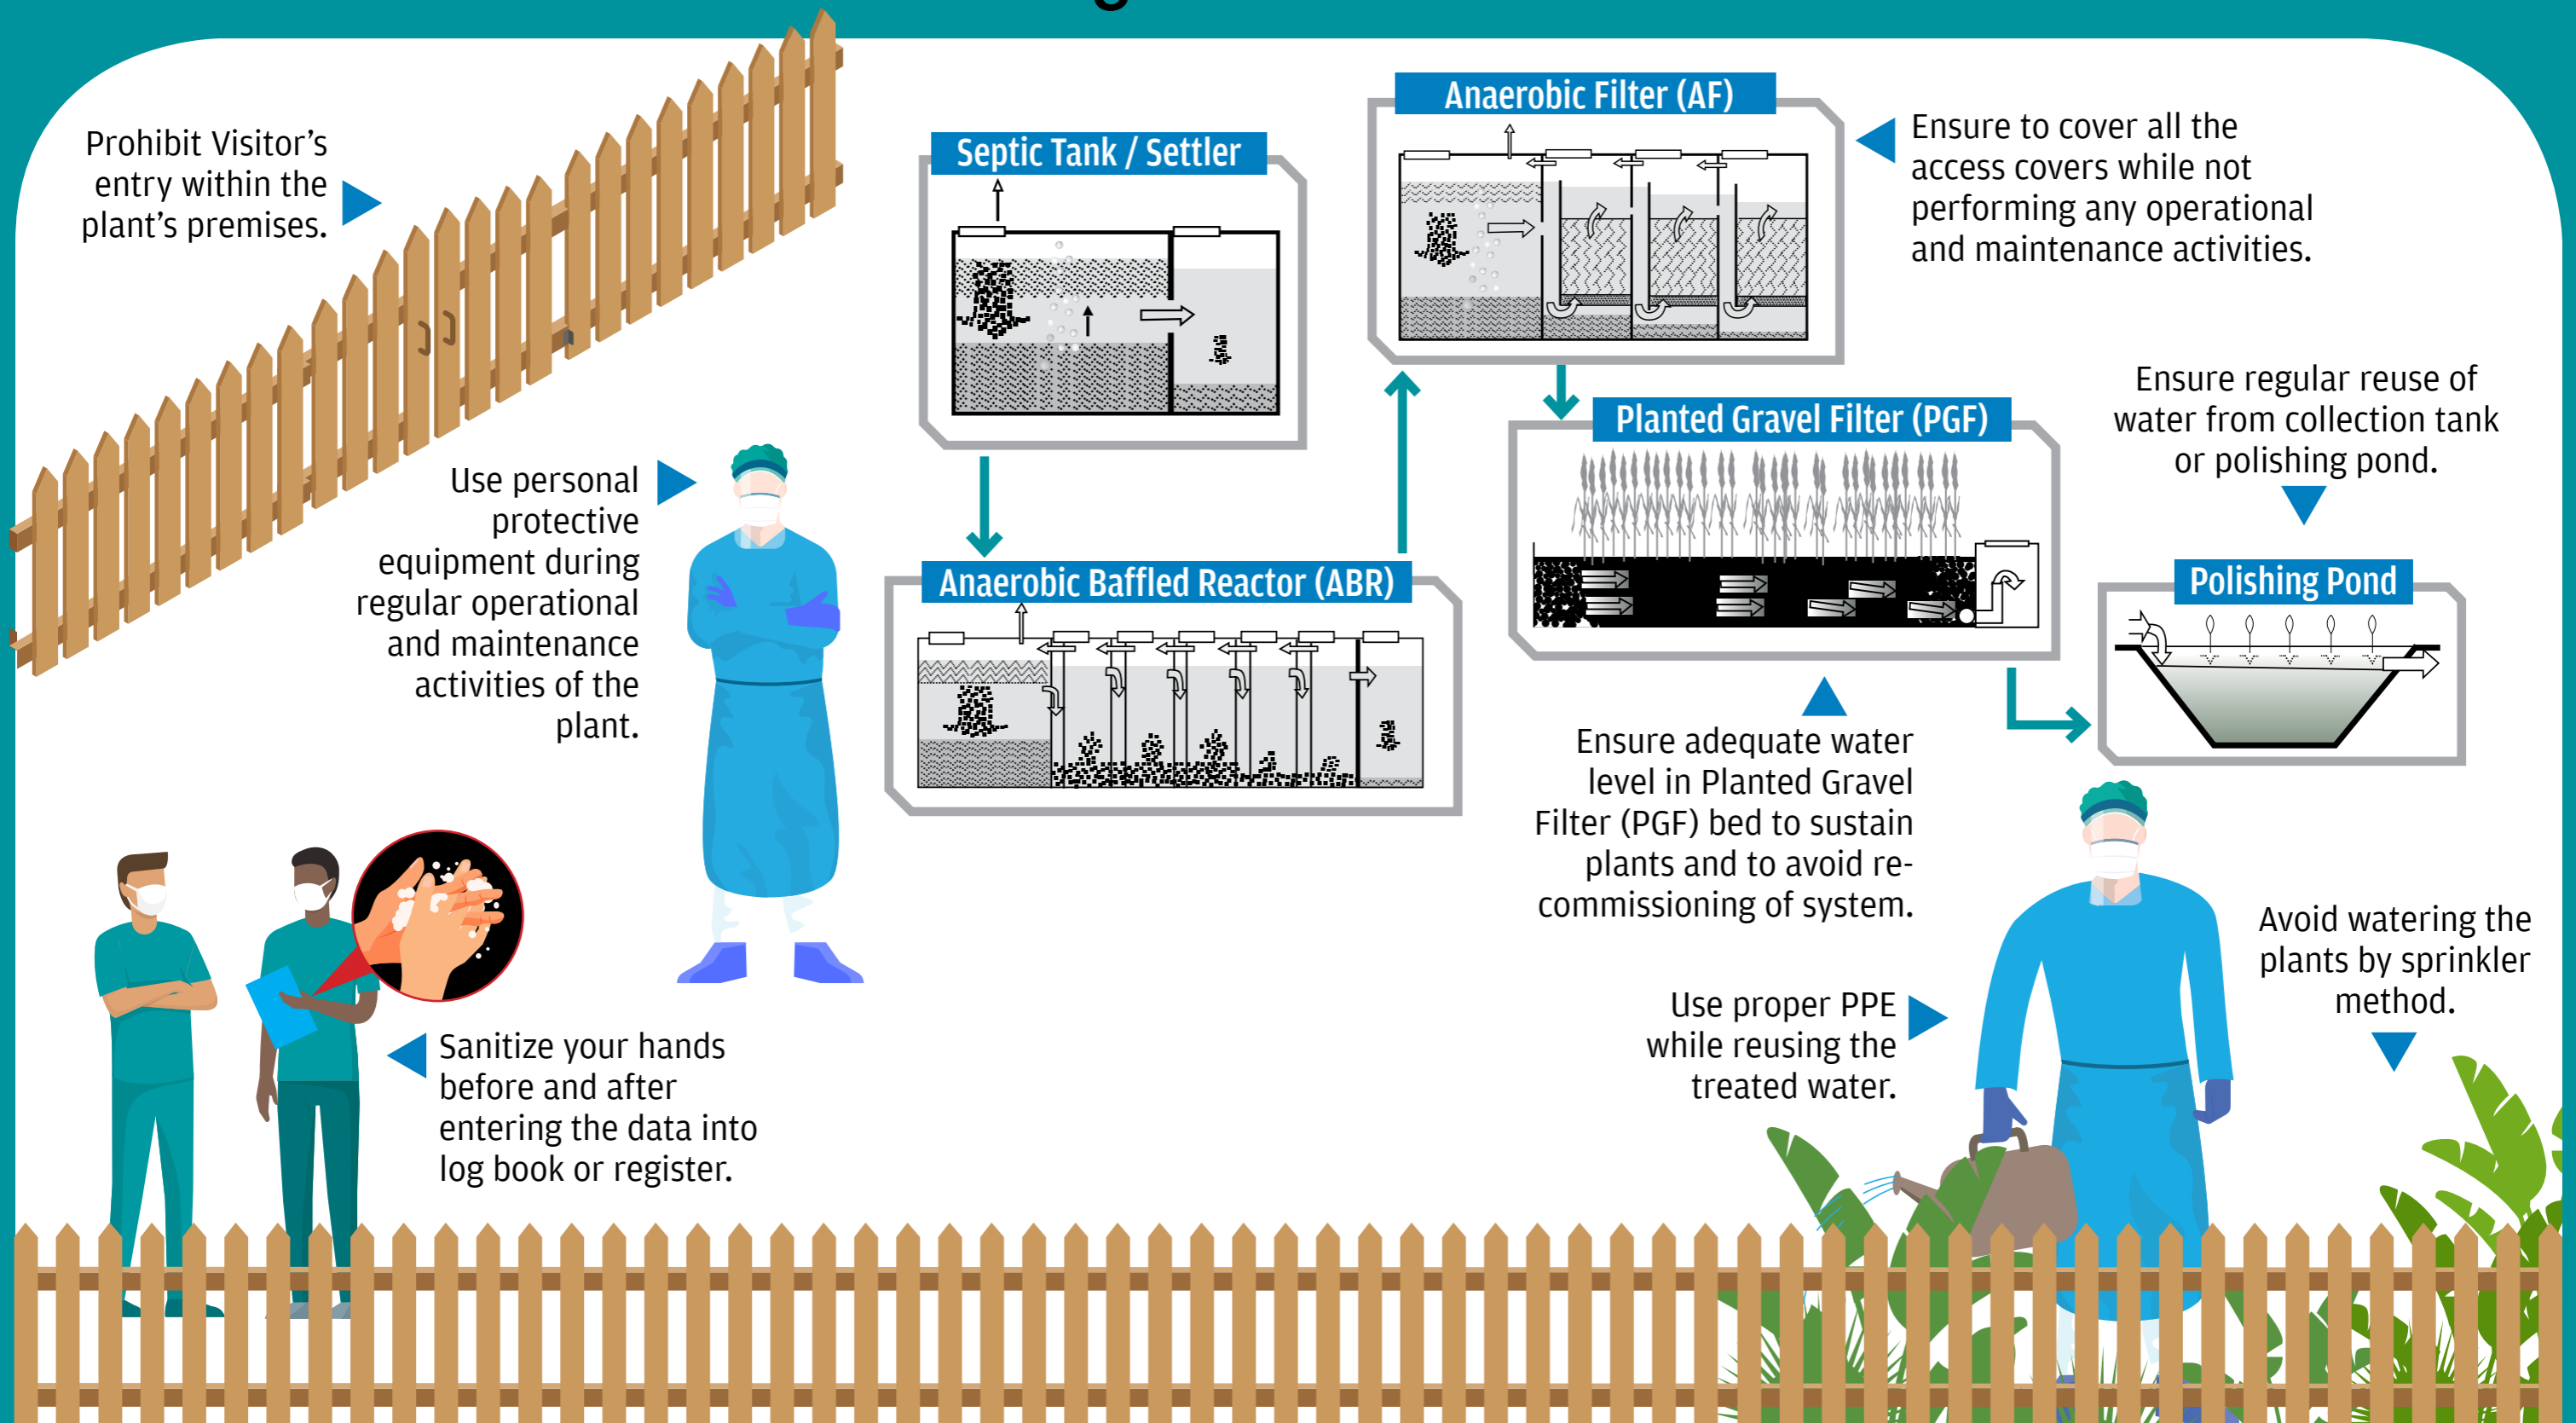 Prohibit Visitor's
entry within the
plant's premises.
Septic Tank / Settler
Anaerobic Filter (AF)
Ensure to cover all the
access covers while not
performing any operational
and maintenance activities.
Use personal
protective
equipment during
regular operational
and maintenance
activities of the
plant.
Anaerobic Baffled Reactor (ABR)
Planted Gravel Filter (PGF)
Ensure regular reuse of
water from collection tank
or polishing pond.
Polishing Pond
Ensure adequate water
level in Planted Gravel
Filter (PGF) bed to sustain
plants and to avoid re-
commissioning of system.
Sanitize your hands
before and after
entering the data into
log book or register.
Use proper PPE
while reusing the
treated water.
Avoid watering the
plants by sprinkler
method.